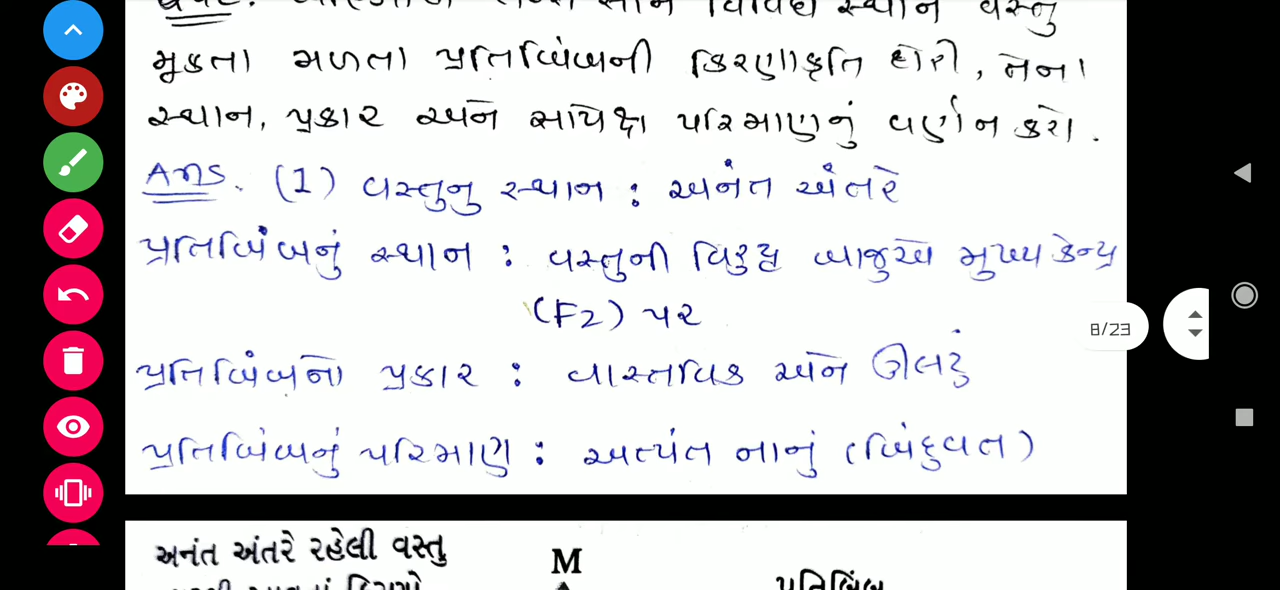 મુકતા મળતા પ્રતિબિંબની કિરણાકૃતિ દોરી, તેના
સ્થાન, પ્રકાર અને સાપેક્ષ પરિમાણનું વર્ણન કરો.
Ans. (1) વસ્તુનુ સ્થાન : અનંત અંતરે
પ્રતિબિંબનું સ્થાન : વસ્તુની વિરુદ્ધ બાજુએ મુખ્ય કેન્દ્ર
(F2) પર
8/23
પ્રતિબિંબનો પ્રકાર : વાસ્તવિક અને ઊલટું
પ્રતિબિંબનું પરિમાણ : અત્યંત નાનું (બિંદુવત)
અનંત અંતરે રહેલી વસ્તુ
M
પ્રતિબિંબ